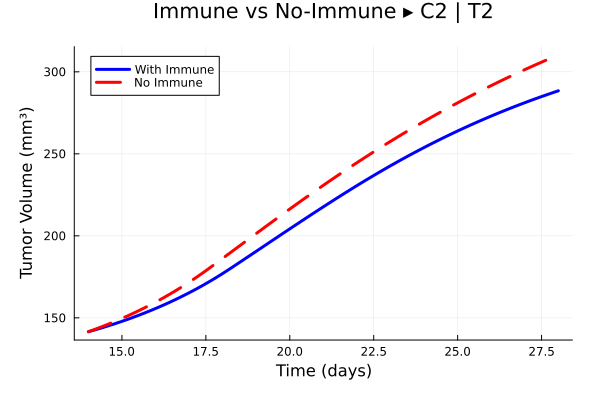 Immune vs No-Immune ▸ C2 | T2
With Immune
No Immune
Tumor Volume (mm³)
300
250
200
150
15.0 17.5 20.0 22.5 25.0 27.5
Time (days)